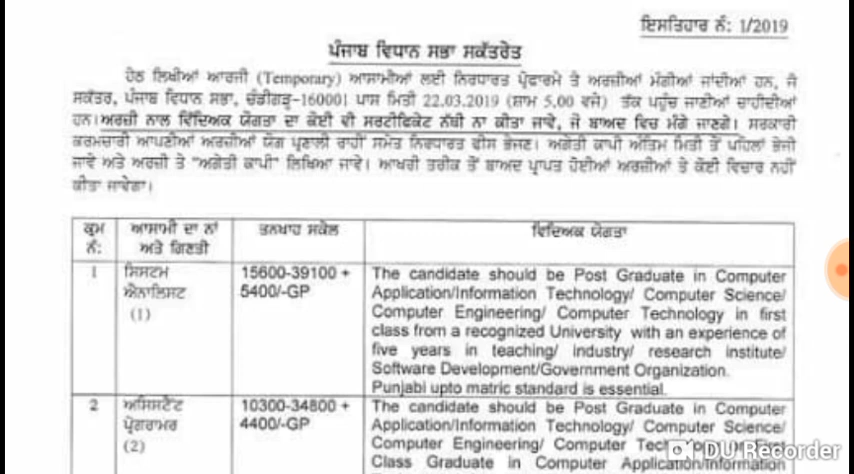 ਇਸਤਿਹਾਰ ਨੰ: 1/2019
ਪੰਜਾਬ ਵਿਧਾਨ ਸਭਾ ਸਕੱਤਰੇਤ
ਹੇਠ ਲਿਖੀਆਂ ਆਰਜੀ (Temporary) ਆਸਾਮੀਆਂ ਲਈ ਨਿਰਧਾਰਤ ਪ੍ਰੋਫਾਰਮੇ ਤੇ ਅਰਜ਼ੀਆਂ ਮੰਗੀਆਂ ਜਾਂਦੀਆਂ ਹਨ, ਜੋ
ਸਕੱਤਰ, ਪੰਜਾਬ ਵਿਧਾਨ ਸਭਾ, ਚੰਡੀਗੜ੍ਹ-160001 ਪਾਸ ਮਿਤੀ 22.03.2019 (ਸ਼ਾਮ 5.00 ਵਜੇ) ਤੱਕ ਪਹੁੰਚ ਜਾਣੀਆਂ ਚਾਹੀਦੀਆਂ
ਹਨ।ਅਰਜ਼ੀ ਨਾਲ ਵਿੱਦਿਅਕ ਯੋਗਤਾ ਦਾ ਕੋਈ ਵੀ ਸਰਟੀਫਿਕੇਟ ਨੱਥੀ ਨਾ ਕੀਤਾ ਜਾਵੇ, ਜੋ ਬਾਅਦ ਵਿਚ ਮੰਗੇ ਜਾਣਗੇ। ਸਰਕਾਰੀ
ਕਰਮਚਾਰੀ ਆਪਣੀਆਂ ਅਰਜ਼ੀਆਂ ਯੋਗ ਪ੍ਰਣਾਲੀ ਰਾਹੀਂ ਸਮੇਤ ਨਿਰਧਾਰਤ ਫੀਸ ਭੇਜਣ। ਅਗੇਤੀ ਕਾਪੀ ਅੰਤਿਮ ਮਿਤੀ ਤੋਂ ਪਹਿਲਾਂ ਭੇਜੀ
ਜਾਵੇ ਅਤੇ ਅਰਜ਼ੀ ਤੇ "ਅਗੇਤੀ ਕਾਪੀ" ਲਿਖਿਆ ਜਾਵੇ। ਆਖਰੀ ਤਰੀਕ ਤੋਂ ਬਾਅਦ ਪ੍ਰਾਪਤ ਹੋਈਆਂ ਅਰਜ਼ੀਆਂ ਤੇ ਕੋਈ ਵਿਚਾਰ ਨਹੀਂ
ਕੀਤਾ ਜਾਵੇਗਾ।
ਕ੍ਰਮ ਨੰ:
ਆਸਾਮੀ ਦਾ ਨਾਂ
ਅਤੇ ਗਿਣਤੀ
ਤਨਖਾਹ ਸਕੇਲ
ਵਿਦਿਅਕ ਯੋਗਤਾ
1
ਸਿਸਟਮ
ਐਨਾਲਿਸਟ
(1)
15600-39100 +
5400/-GP
The candidate should be Post Graduate in Computer
Application/Information Technology/ Computer Science/
Computer Engineering/ Computer Technology in first
class from a recognized University with an experience of
five years in teaching/ industry/ research institute/
Software Development/Government Organization.
Punjabi upto matric standard is essential.
2
ਅਸਿਸਟੈਂਟ
ਪ੍ਰੋਗਰਾਮਰ
(2)
10300-34800 +
4400/-GP
The candidate should be Post Graduate in Computer
Application/Information Technology/ Computer Science/
Computer Engineering/ Computer First
Class Graduate in Computer Application/Information
DU Recorder